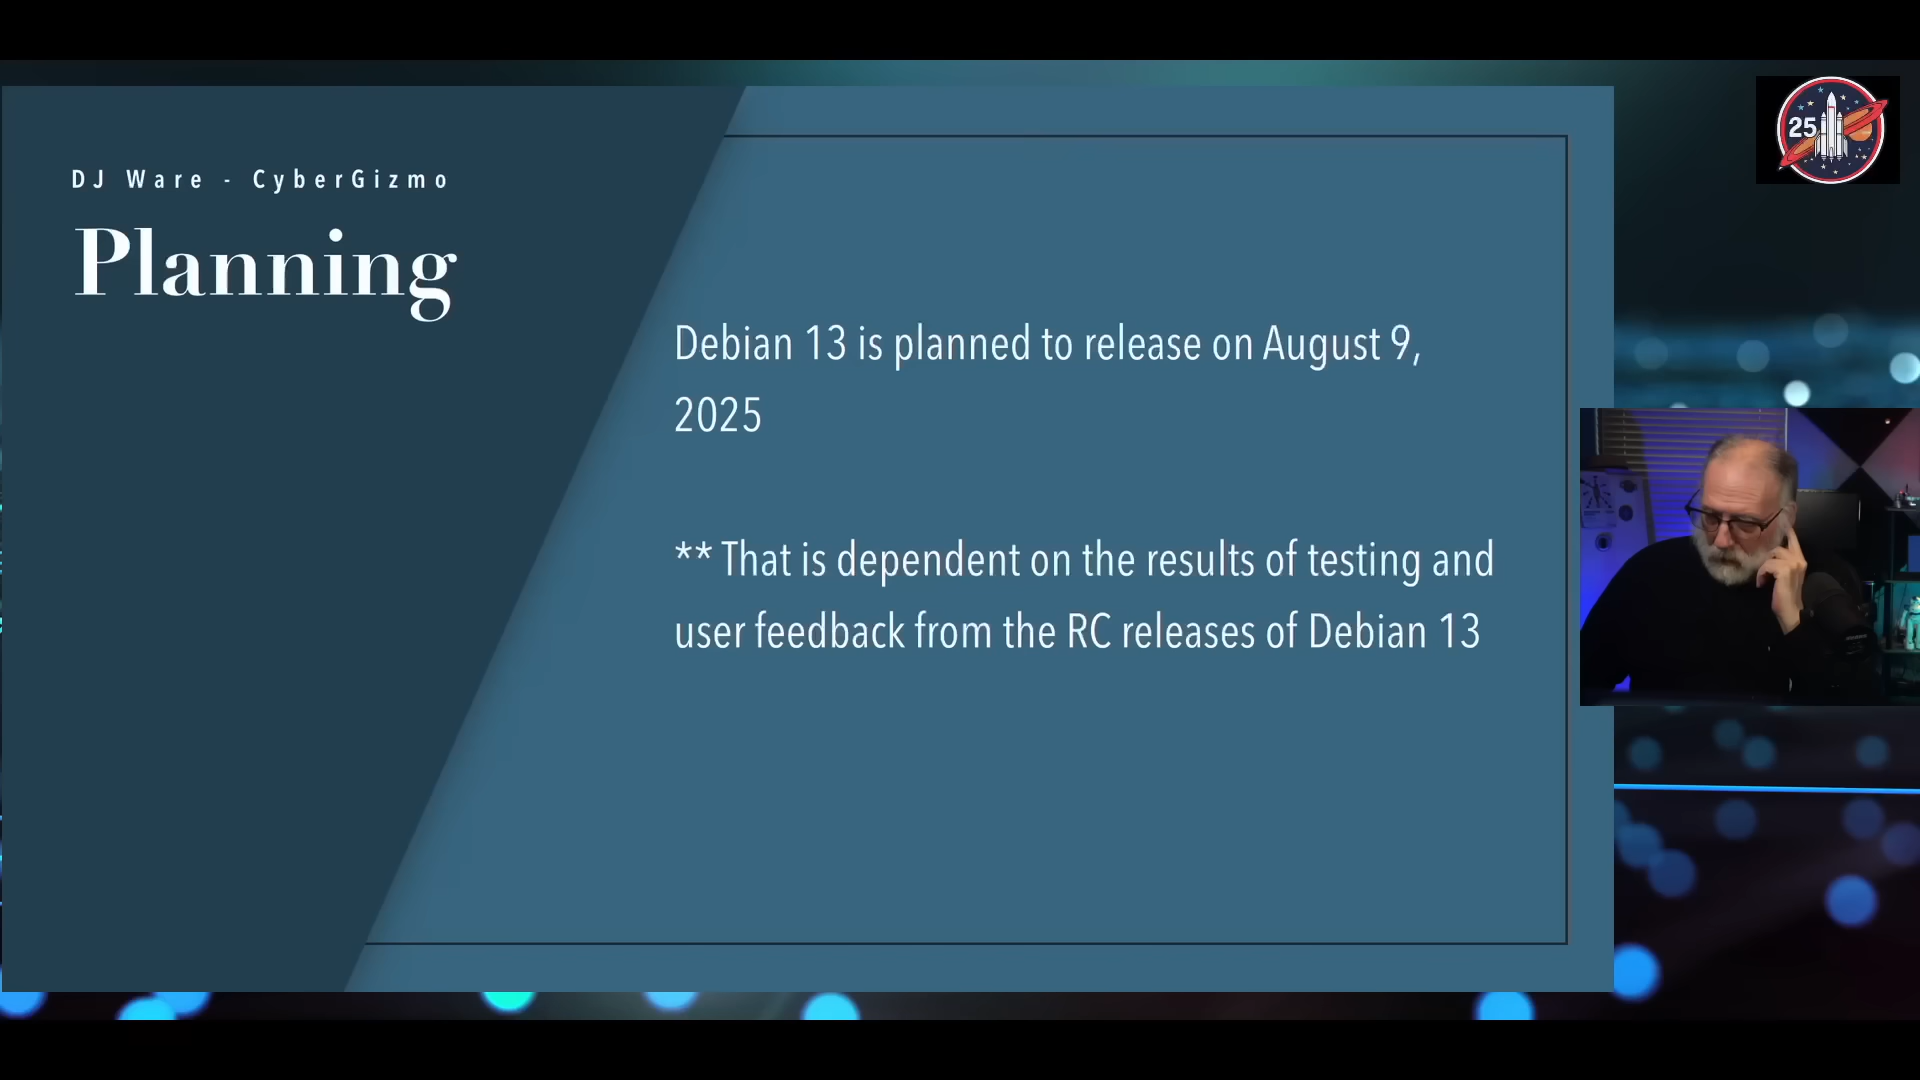 DJ Ware - CyberGizmo
Planning
Debian 13 is planned to release on August 9,
2025
** That is dependent on the results of testing and
user feedback from the RC releases of Debian 13
25